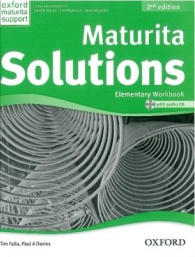 oxford
maturita
support
2nd edition
Maturita
Solutions
Elementary Workbook
with audio CD
Tim Falla, Paul A Davies
OXFORD